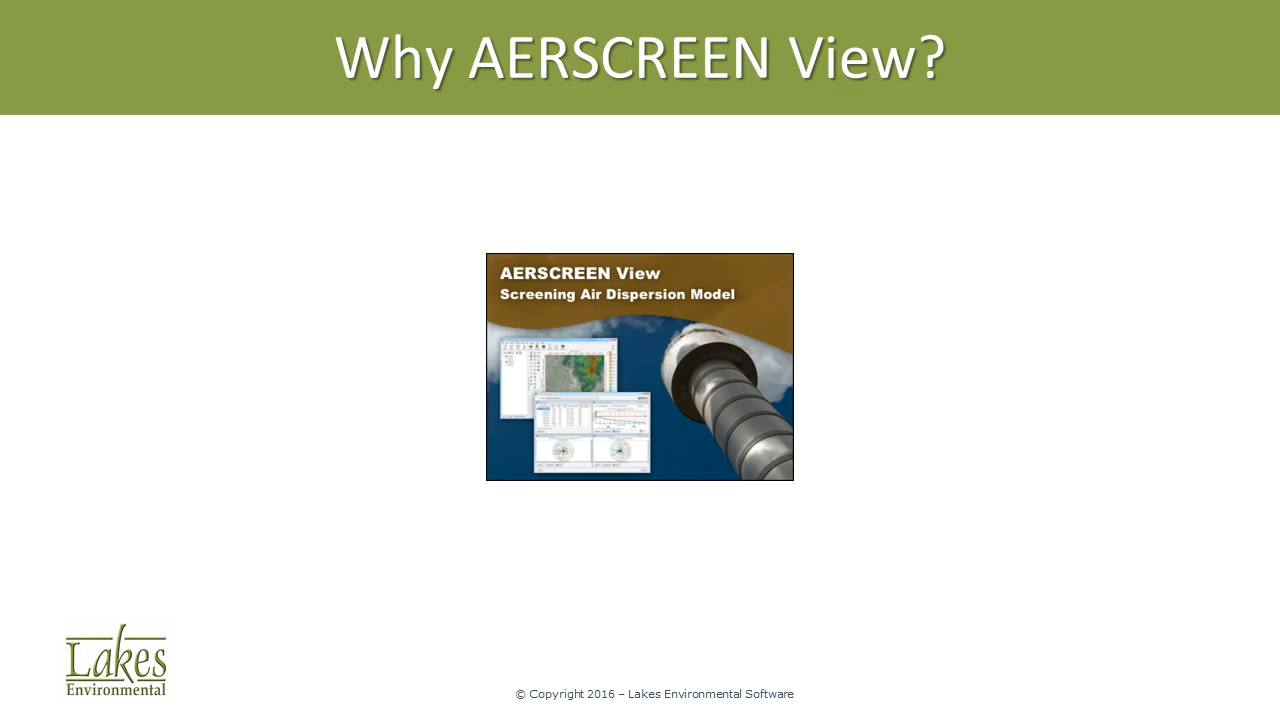 Why AERSCREEN View?
AERSCREEN View
Screening Air Dispersion Model
Lakes
Environmental
© Copyright 2016 – Lakes Environmental Software